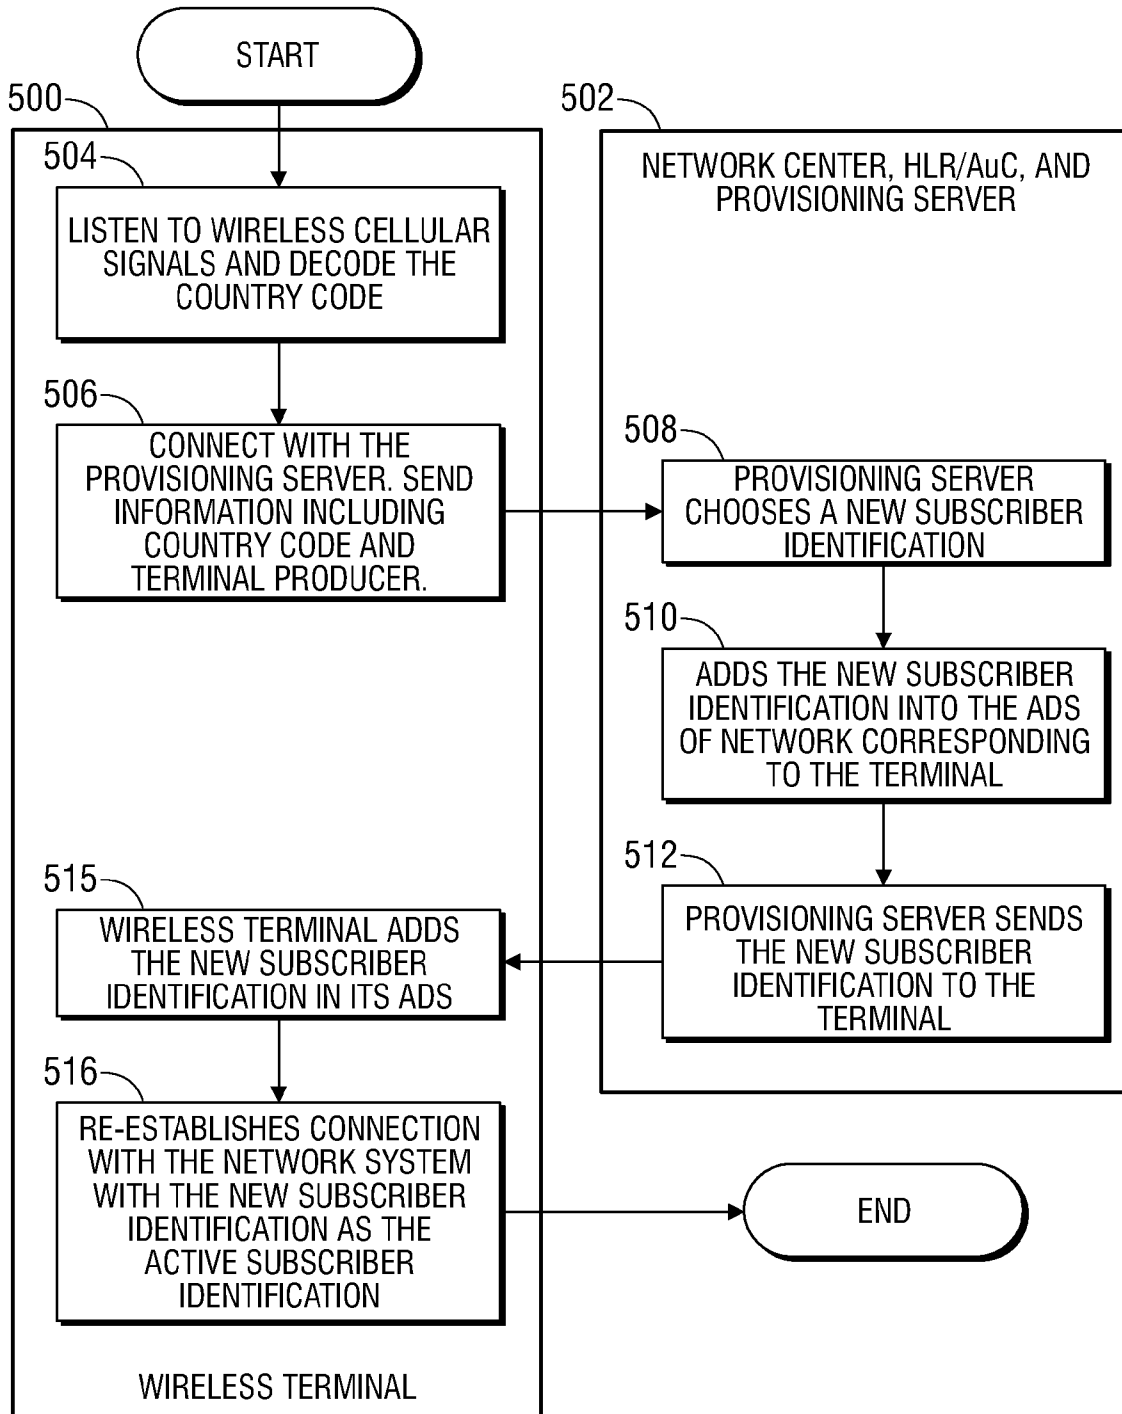 START
500
502
504
NETWORK CENTER, HLR/AuC, AND
PROVISIONING SERVER
LISTEN TO WIRELESS CELLULAR
SIGNALS AND DECODE THE
COUNTRY CODE
506
CONNECT WITH THE
PROVISIONING SERVER. SEND
INFORMATION INCLUDING
COUNTRY CODE AND
TERMINAL PRODUCER.
508
PROVISIONING SERVER
CHOOSES A NEW SUBSCRIBER
IDENTIFICATION
510
ADDS THE NEW SUBSCRIBER
IDENTIFICATION INTO THE ADS
OF NETWORK CORRESPONDING
TO THE TERMINAL
512
PROVISIONING SERVER SENDS
THE NEW SUBSCRIBER
IDENTIFICATION TO THE
TERMINAL
515
WIRELESS TERMINAL ADDS
THE NEW SUBSCRIBER
IDENTIFICATION IN ITS ADS
516
RE-ESTABLISHES CONNECTION
WITH THE NETWORK SYSTEM
WITH THE NEW SUBSCRIBER
IDENTIFICATION AS THE
ACTIVE SUBSCRIBER
IDENTIFICATION
END
WIRELESS TERMINAL